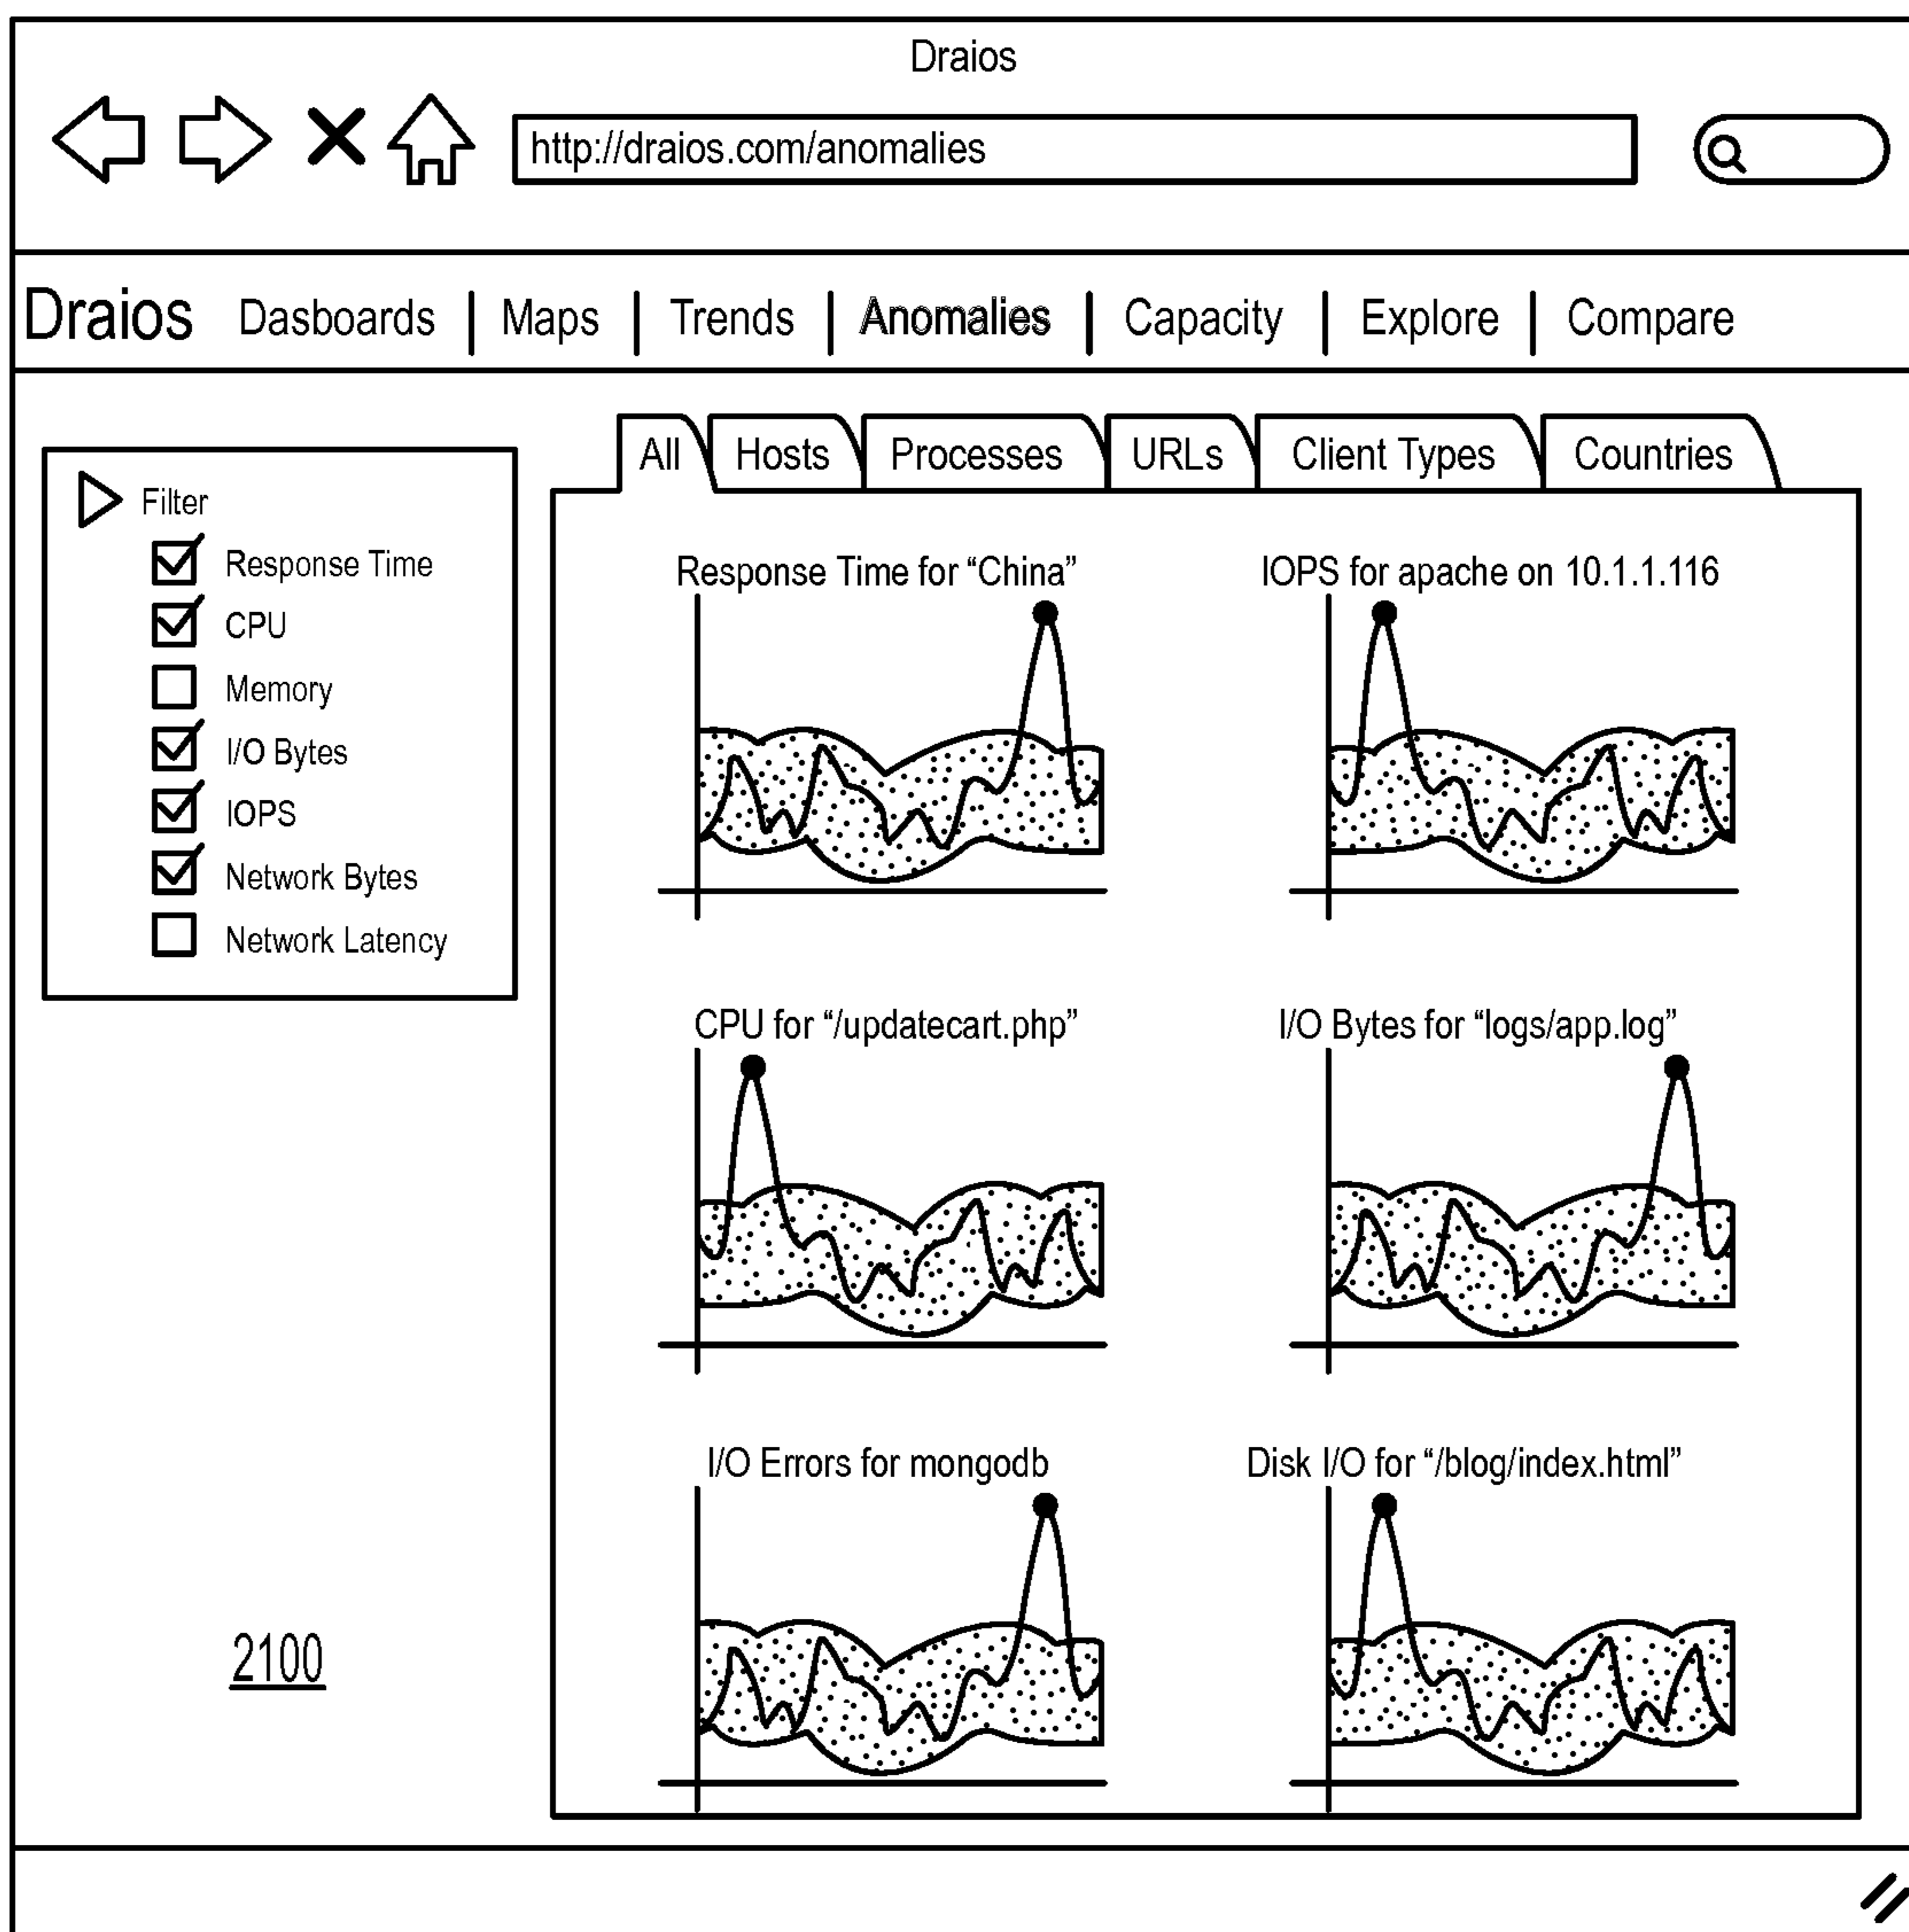 Draios
http://draios.com/anomalies
Draios Dasboards | Maps | Trends | Anomalies | Capacity | Explore | Compare
All Hosts Processes URLs Client Types Countries
Filter
Response Time
CPU
Memory
I/O Bytes
IOPS
Network Bytes
Network Latency
Response Time for “China”
IOPS for apache on 10.1.1.116
CPU for “/updatecart.php”
I/O Bytes for “logs/app.log”
I/O Errors for mongodb
Disk I/O for “/blog/index.html”
2100